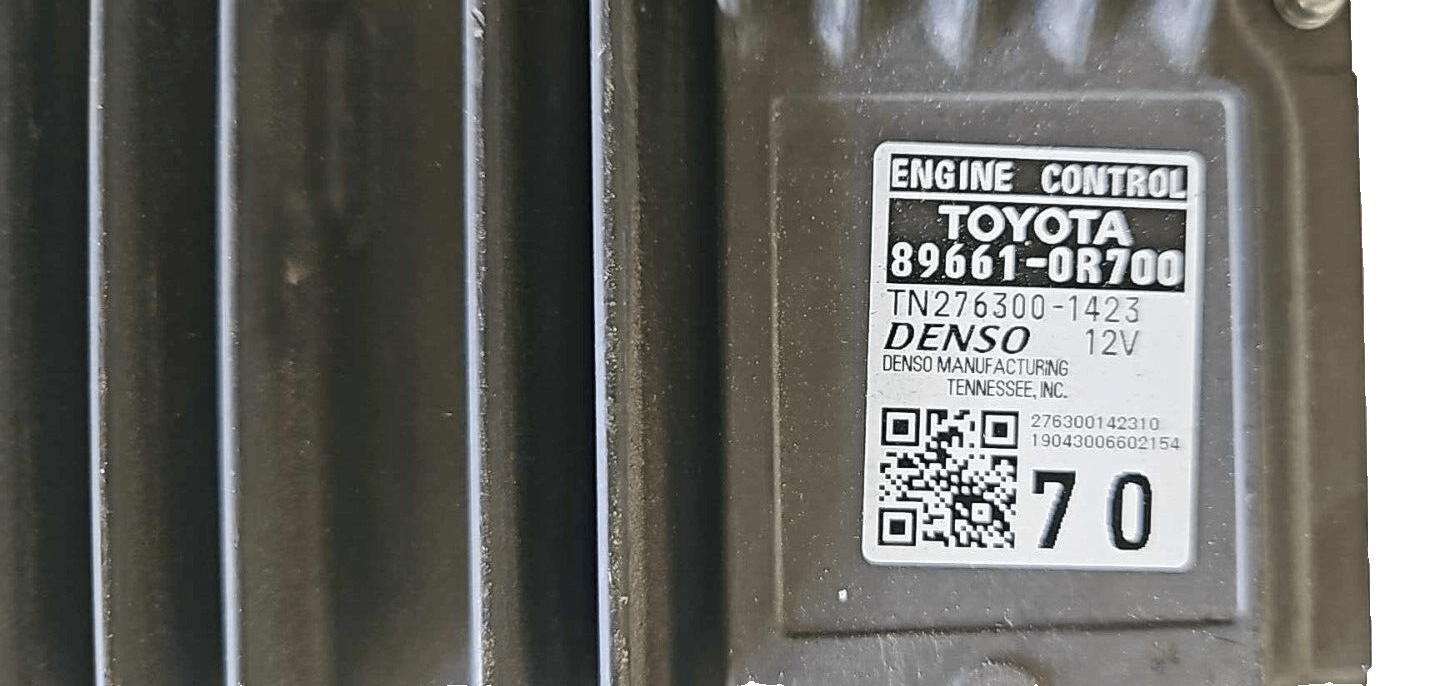 ENGINE CONTROL
TOYOTA
89661-0R700
TN276300-1423
DENSO 12V
DENSO MANUFACTURING
TENNESSEE, INC.
276300142310
19043006602154
70